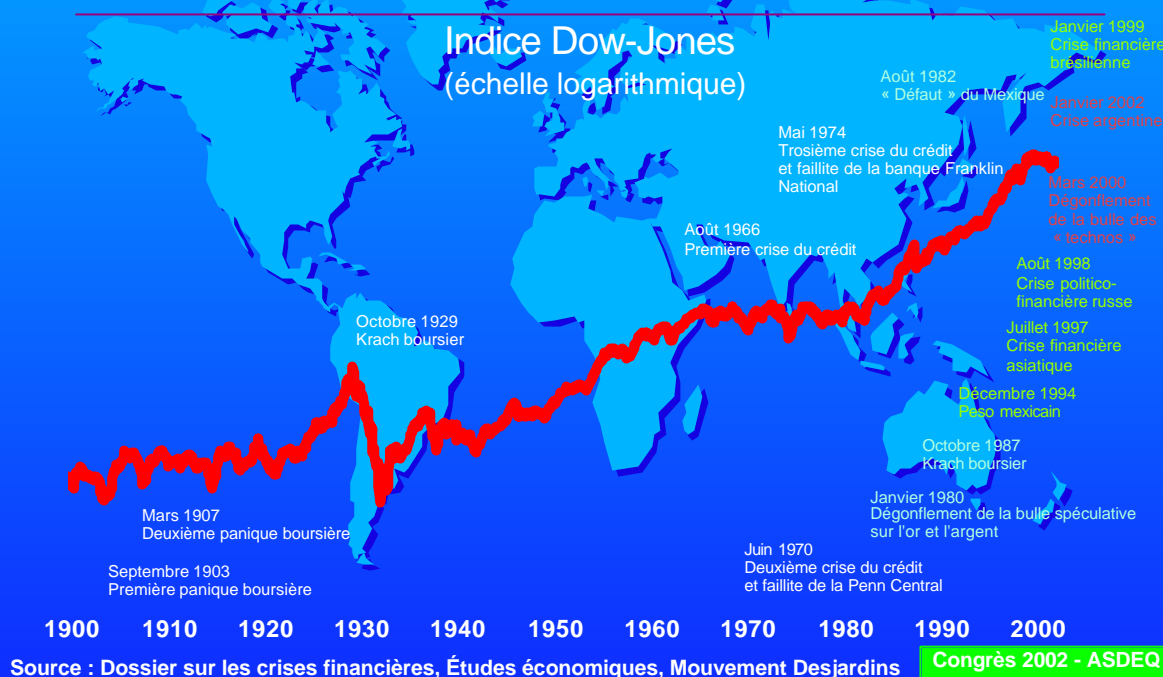 Indice Dow-Jones
(échelle logarithmique)
Janvier 1999
Crise financière
brésilienne
Août 1982
« Défaut » du Mexique
Janvier 2002
Crise argentine
Mai 1974
Trosième crise du crédit
et faillite de la banque Franklin
National
Mars 2000
Dégonflement
de la bulle des
« technos »
Août 1966
Première crise du crédit
Août 1998
Crise politico-
financière russe
Octobre 1929
Krach boursier
Juillet 1997
Crise financière
asiatique
Décembre 1994
Peso mexicain
Octobre 1987
Krach boursier
Janvier 1980
Dégonflement de la bulle spéculative
sur l'or et l'argent
Mars 1907
Deuxième panique boursière
Juin 1970
Deuxième crise du crédit
et faillite de la Penn Central
Septembre 1903
Première panique boursière
1900 1910 1920 1930 1940 1950 1960 1970 1980 1990 2000
Source : Dossier sur les crises financières, Études économiques, Mouvement Desjardins
Congrès 2002 - ASDEQ